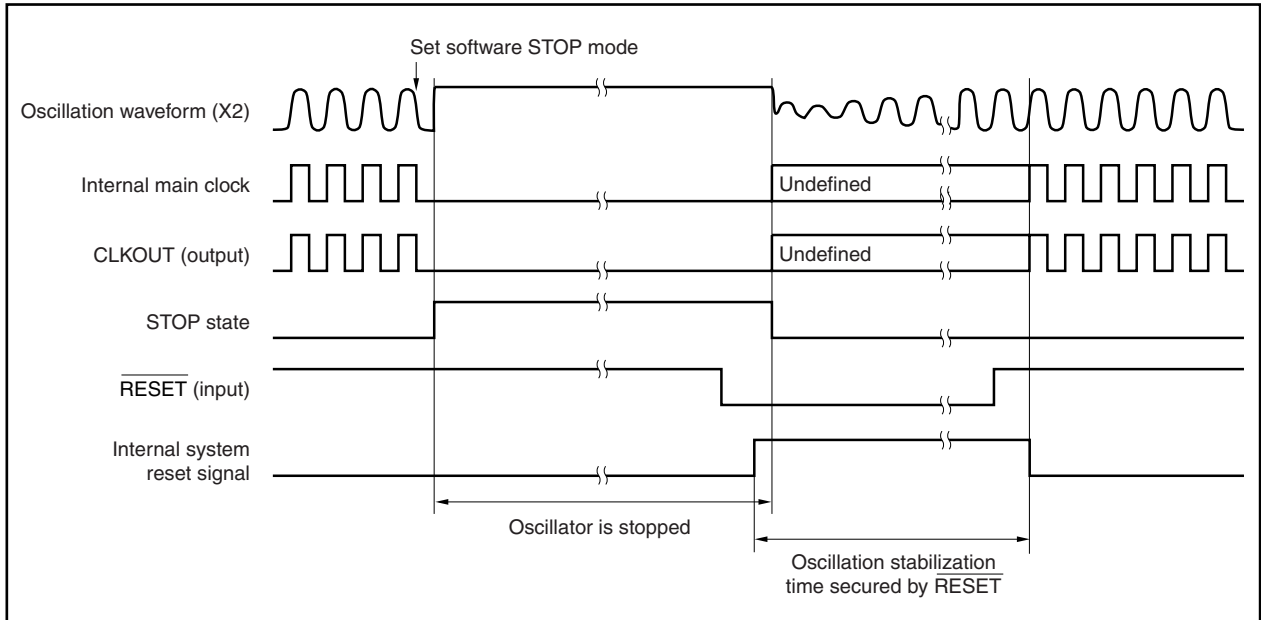 Set software STOP mode
Oscillation waveform (X2)
Internal main clock
Undefined
CLKOUT (output)
Undefined
STOP state
RESET (input)
Internal system
reset signal
Oscillator is stopped
Oscillation stabilization
time secured by RESET